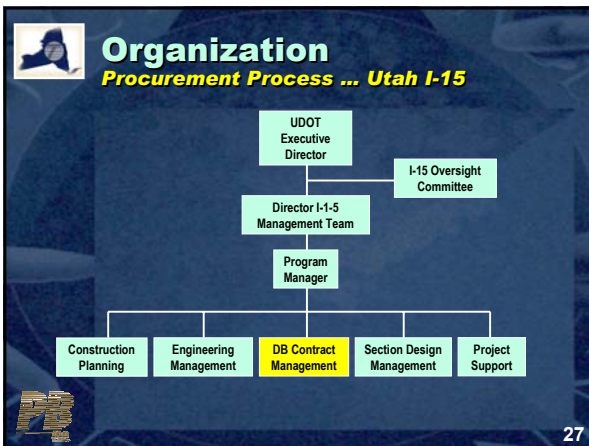 Organization
Procurement Process ... Utah I-15
UDOT
Executive
Director
I-15 Oversight
Committee
Director I-1-5
Management Team
Program
Manager
Construction
Planning
Engineering
Management
DB Contract
Management
Section Design
Management
Project
Support
PB
27